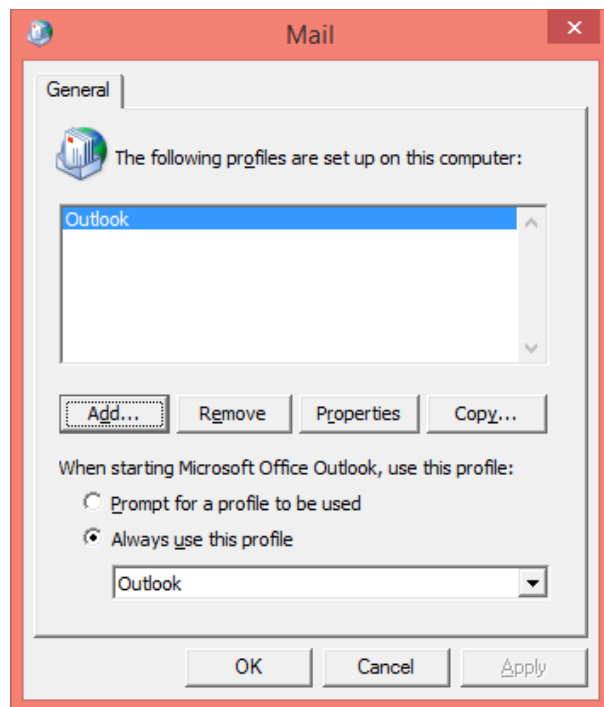 Mail
General
The following profiles are set up on this computer:
Outlook
Add... Remove Properties Copy...
When starting Microsoft Office Outlook, use this profile:
Prompt for a profile to be used
Always use this profile
Outlook
OK Cancel Apply